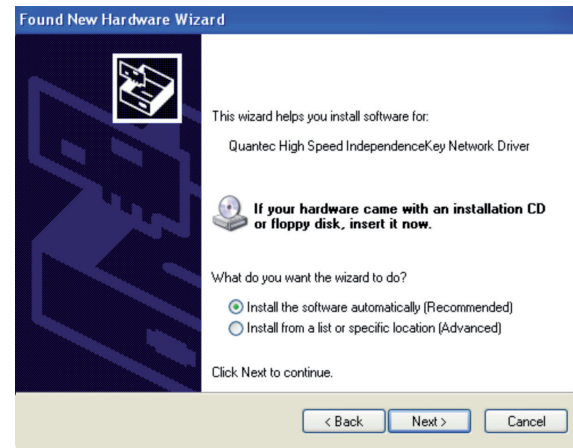 Found New Hardware Wizard
This wizard helps you install software for:
Quantec High Speed IndependenceKey Network Driver
If your hardware came with an installation CD
or floppy disk, insert it now.
What do you want the wizard to do?
Install the software automatically (Recommended)
Install from a list or specific location (Advanced)
Click Next to continue.
< Back Next > Cancel